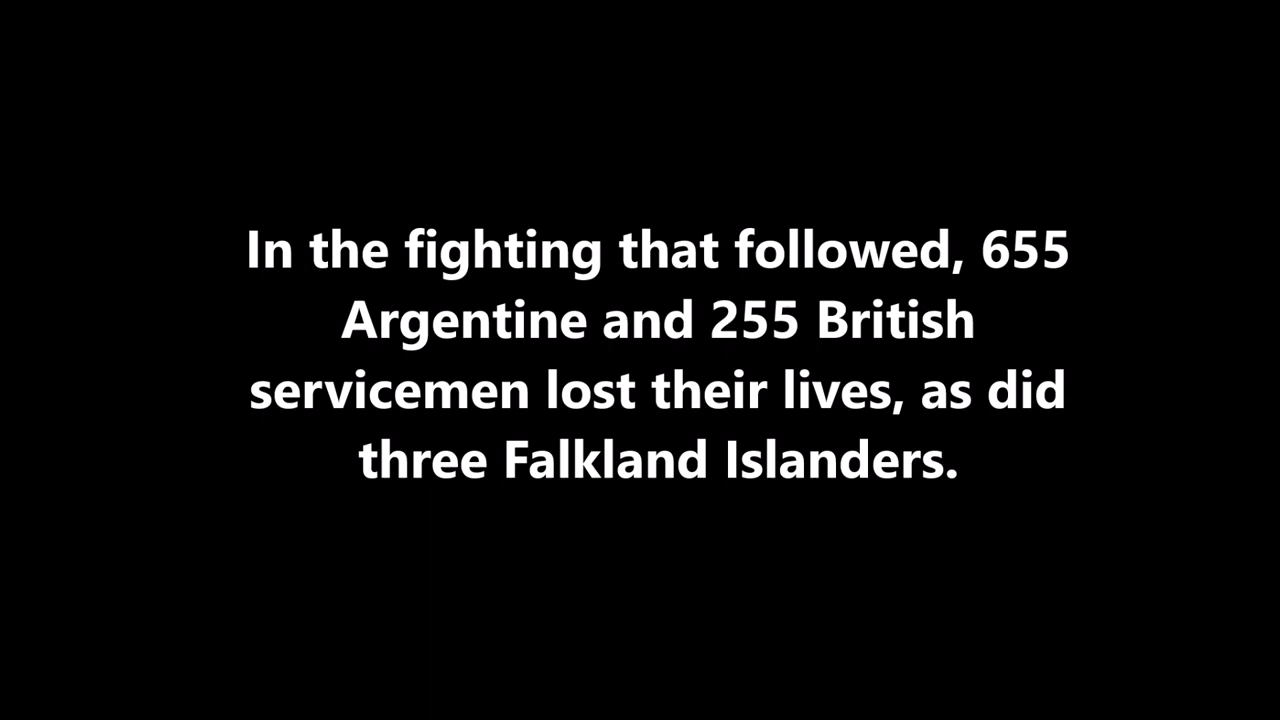 In the fighting that followed, 655
Argentine and 255 British
servicemen lost their lives, as did
three Falkland Islanders.